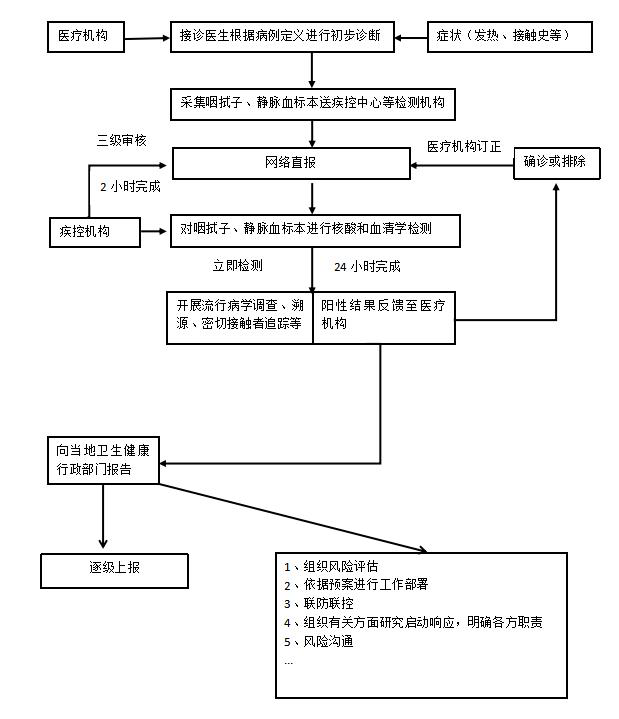 医疗机构
接诊医生根据病例定义进行初步诊断
症状（发热、接触史等）
采集咽拭子、静脉血标本送疾控中心等检测机构
三级审核
医疗机构订正
网络直报
确诊或排除
2 小时完成
疾控机构
对咽拭子、静脉血标本进行核酸和血清学检测
立即检测
24 小时完成
开展流行病学调查、溯
源、密切接触者追踪等
阳性结果反馈至医疗
机构
向当地卫生健康
行政部门报告
逐级上报
1、组织风险评估
2、依据预案进行工作部署
3、联防联控
4、组织有关方面研究启动响应，明确各方职责
5、风险沟通
…